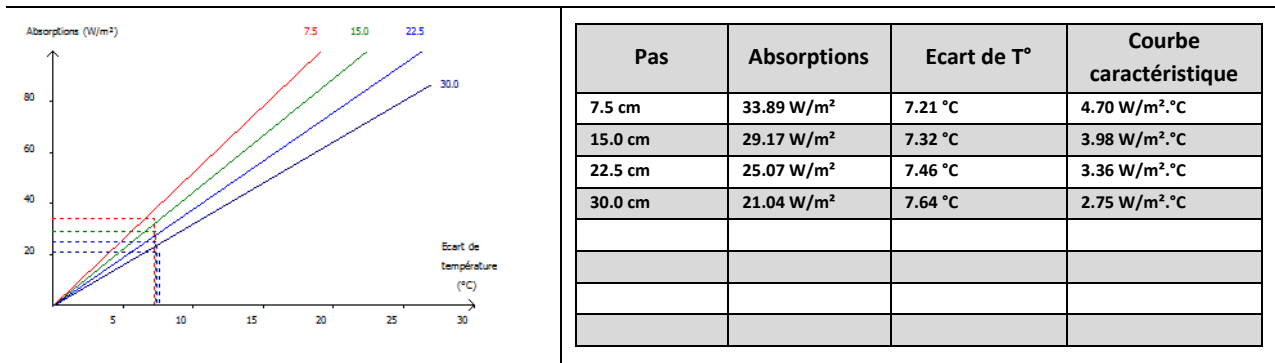 Absorptions (W/m²)
7.5 15.0 22.5
30.0
80
60
40
20
Ecart de
température
(°C)
5 10 15 20 25 30
Pas Absorptions Ecart de T° Courbe
caractéristique
7.5 cm 33.89 W/m² 7.21 °C 4.70 W/m².°C
15.0 cm 29.17 W/m² 7.32 °C 3.98 W/m².°C
22.5 cm 25.07 W/m² 7.46 °C 3.36 W/m².°C
30.0 cm 21.04 W/m² 7.64 °C 2.75 W/m².°C